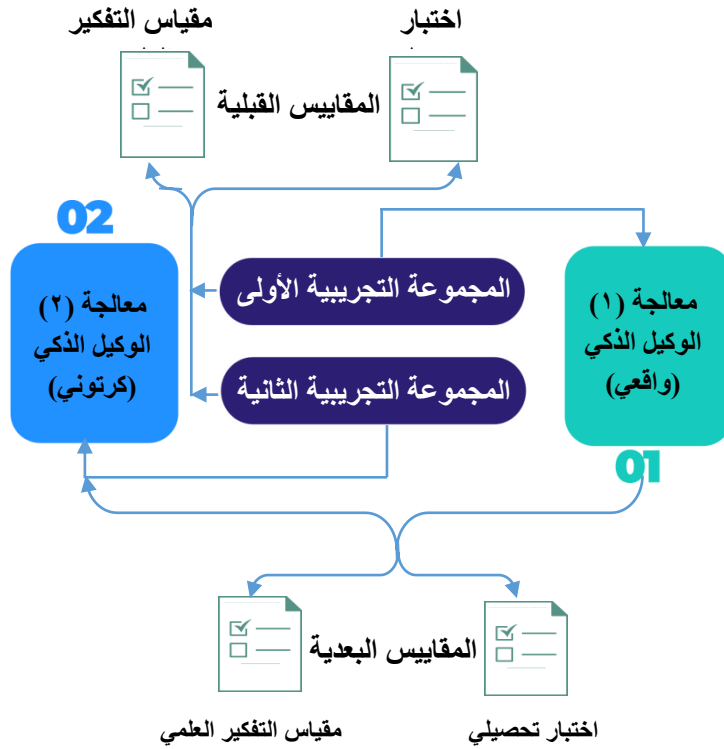 اختبار
مقياس التفكير
المقاييس القبلية
02
معالجة (٢)
الوكيل الذكي
(كرتوني)
المجموعة التجريبية الأولى
المجموعة التجريبية الثانية
معالجة (١)
الوكيل الذكي
(واقعي)
01
المقاييس البعدية
اختبار تحصيلي
مقياس التفكير العلمي